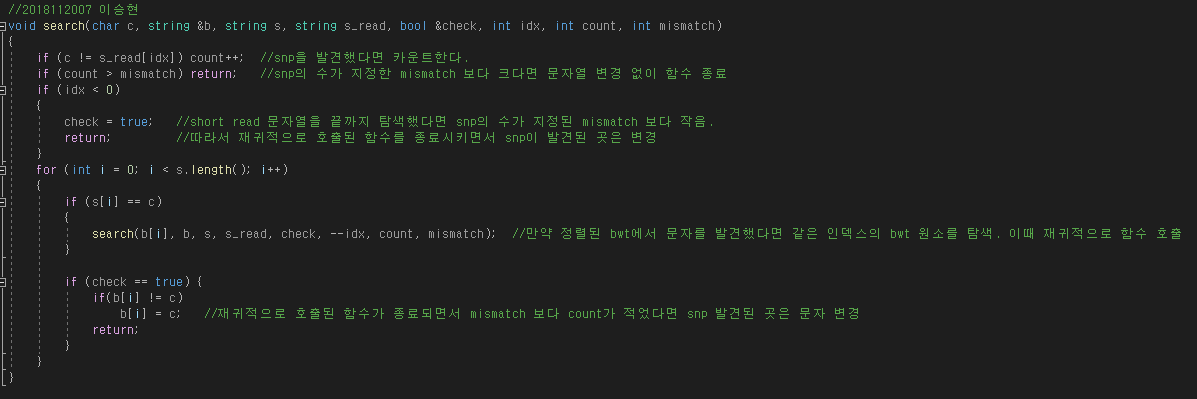 //2018112007 이승현
void search(char c, string &b, string s, string s_read, bool &check, int idx, int count, int mismatch)
{
if (c != s_read[idx]) count++; //snp을 발견했다면 카운트한다.
if (count > mismatch) return; //snp의 수가 지정한 mismatch 보다 크다면 문자열 변경 없이 함수 종료
if (idx < 0)
{
check = true; //short read 문자열을 끝까지 탐색했다면 snp의 수가 지정된 mismatch 보다 작음.
return; //따라서 재귀적으로 호출된 함수를 종료시키면서 snp이 발견된 곳은 변경
}
for (int i = 0; i < s.length(); i++)
{
if (s[i] == c)
{
search(b[i], b, s, s_read, check, --idx, count, mismatch); //만약 정렬된 bwt에서 문자를 발견했다면 같은 인덱스의 bwt 원소를 탐색. 이때 재귀적으로 함수 호출
}
if (check == true) {
if(b[i] != c)
b[i] = c; //재귀적으로 호출된 함수가 종료되면서 mismatch 보다 count가 적었다면 snp 발견된 곳은 문자 변경
return;
}
}
}